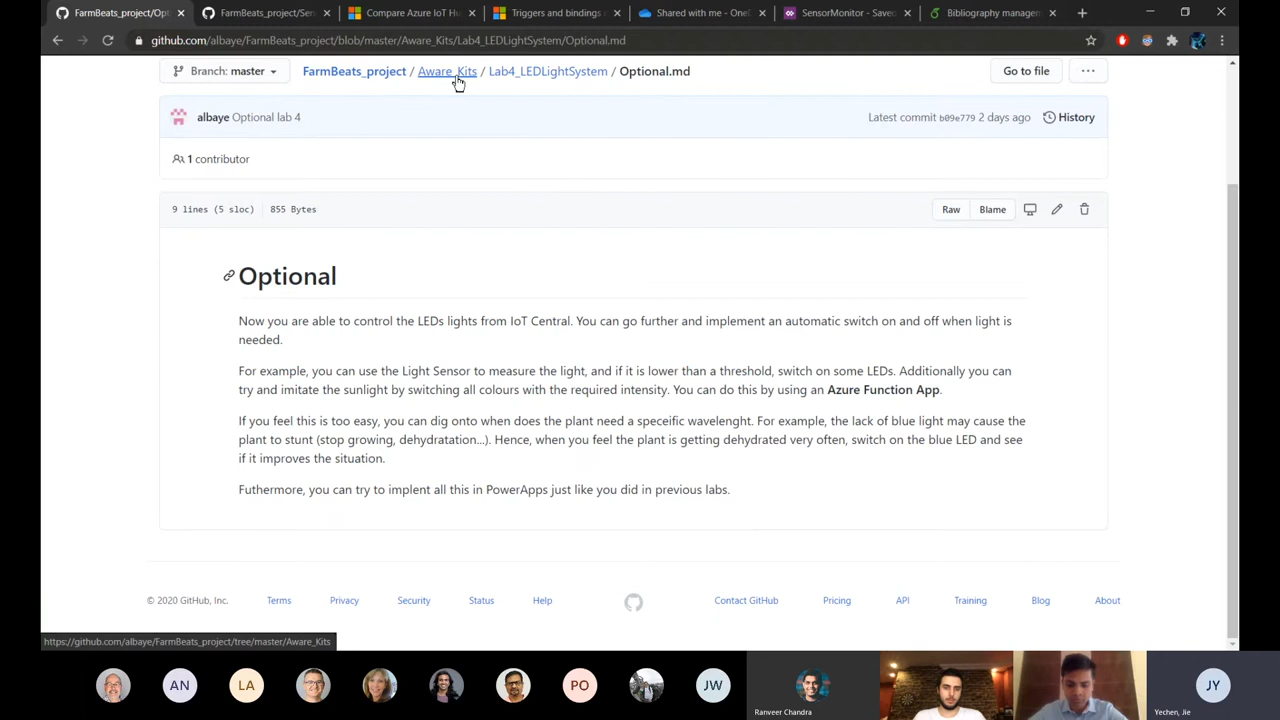 FarmBeats_project/Opt
FarmBeats_project/Sen
Compare Azure IoT Hu
Triggers and bindings
Shared with me - One
SensorMonitor - Saved
Bibliography managem
github.com/albaye/FarmBeats_project/blob/master/Aware_Kits/Lab4_LEDLightSystem/Optional.md
Branch: master
FarmBeats_project / Aware_Kits / Lab4_LEDLightSystem / Optional.md
Go to file
albaye Optional lab 4
Latest commit b09e779 2 days ago
History
1 contributor
9 lines (5 sloc) 855 Bytes
Raw
Blame
Optional
Now you are able to control the LEDs lights from IoT Central. You can go further and implement an automatic switch on and off when light is
needed.
For example, you can use the Light Sensor to measure the light, and if it is lower than a threshold, switch on some LEDs. Additionally you can
try and imitate the sunlight by switching all colours with the required intensity. You can do this by using an Azure Function App.
If you feel this is too easy, you can dig onto when does the plant need a speceific wavelenght. For example, the lack of blue light may cause the
plant to stunt (stop growing, dehydratation...). Hence, when you feel the plant is getting dehydrated very often, switch on the blue LED and see
if it improves the situation.
Futhermore, you can try to implent all this in PowerApps just like you did in previous labs.
© 2020 GitHub, Inc.
Terms
Privacy
Security
Status
Help
Contact GitHub
Pricing
API
Training
Blog
About
https://github.com/albaye/FarmBeats_project/tree/master/Aware_Kits
AN
LA
PO
JW
JY
Ranveer Chandra
Yechen, Jie